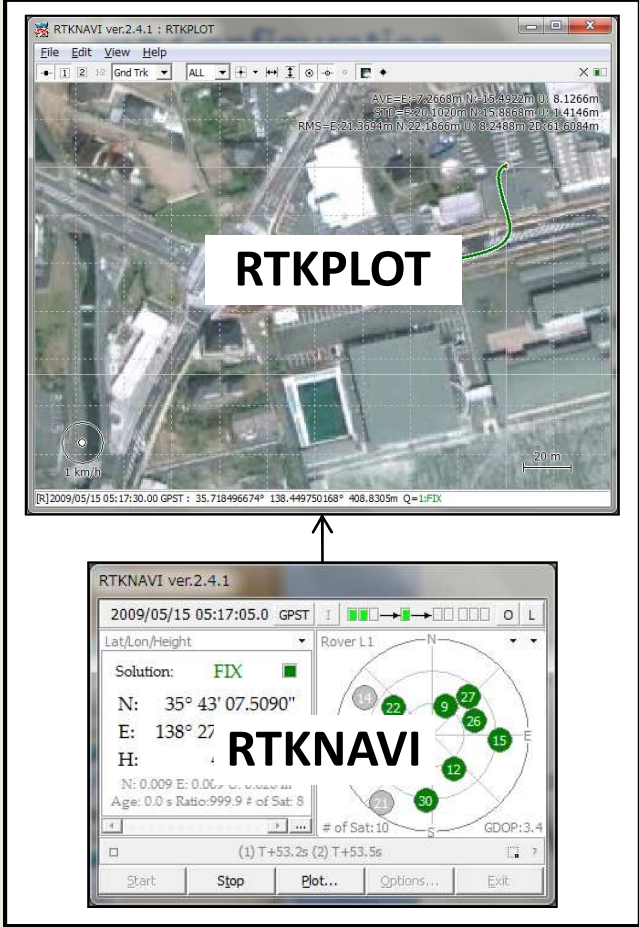 RTKNAVI ver.2.4.1 : RTKPLOT
File Edit View Help
1 2 1-2 Gnd Trk ALL
AVE=E:-7.2668m N:-15.4922m U: 8.1266m
STD=E:20.1020m N:15.8868m U: 1.4146m
RMS=E:21.3694m N:22.1866m U: 8.2488m 2D:61.6084m
RTKPLOT
1 km/h
20 m
[R]2009/05/15 05:17:30.00 GPST : 35.718496674° 138.449750168° 408.8305m Q=1:FIX
RTKNAVI ver.2.4.1
2009/05/15 05:17:05.0 GPST I O L
Lat/Lon/Height
Rover L1
N
Solution: FIX
N: 35° 43' 07.5090"
E: 138° 27
H:
14
22
9
27
26
15
E
12
21
30
S
RTKNAVI
N: 0.009 E:
Age: 0.0 s Ratio:999.9 # of Sat: 8
...
# of Sat:10
GDOP:3.4
(1) T+53.2s (2) T+53.5s
?
Start Stop Plot... Options... Exit